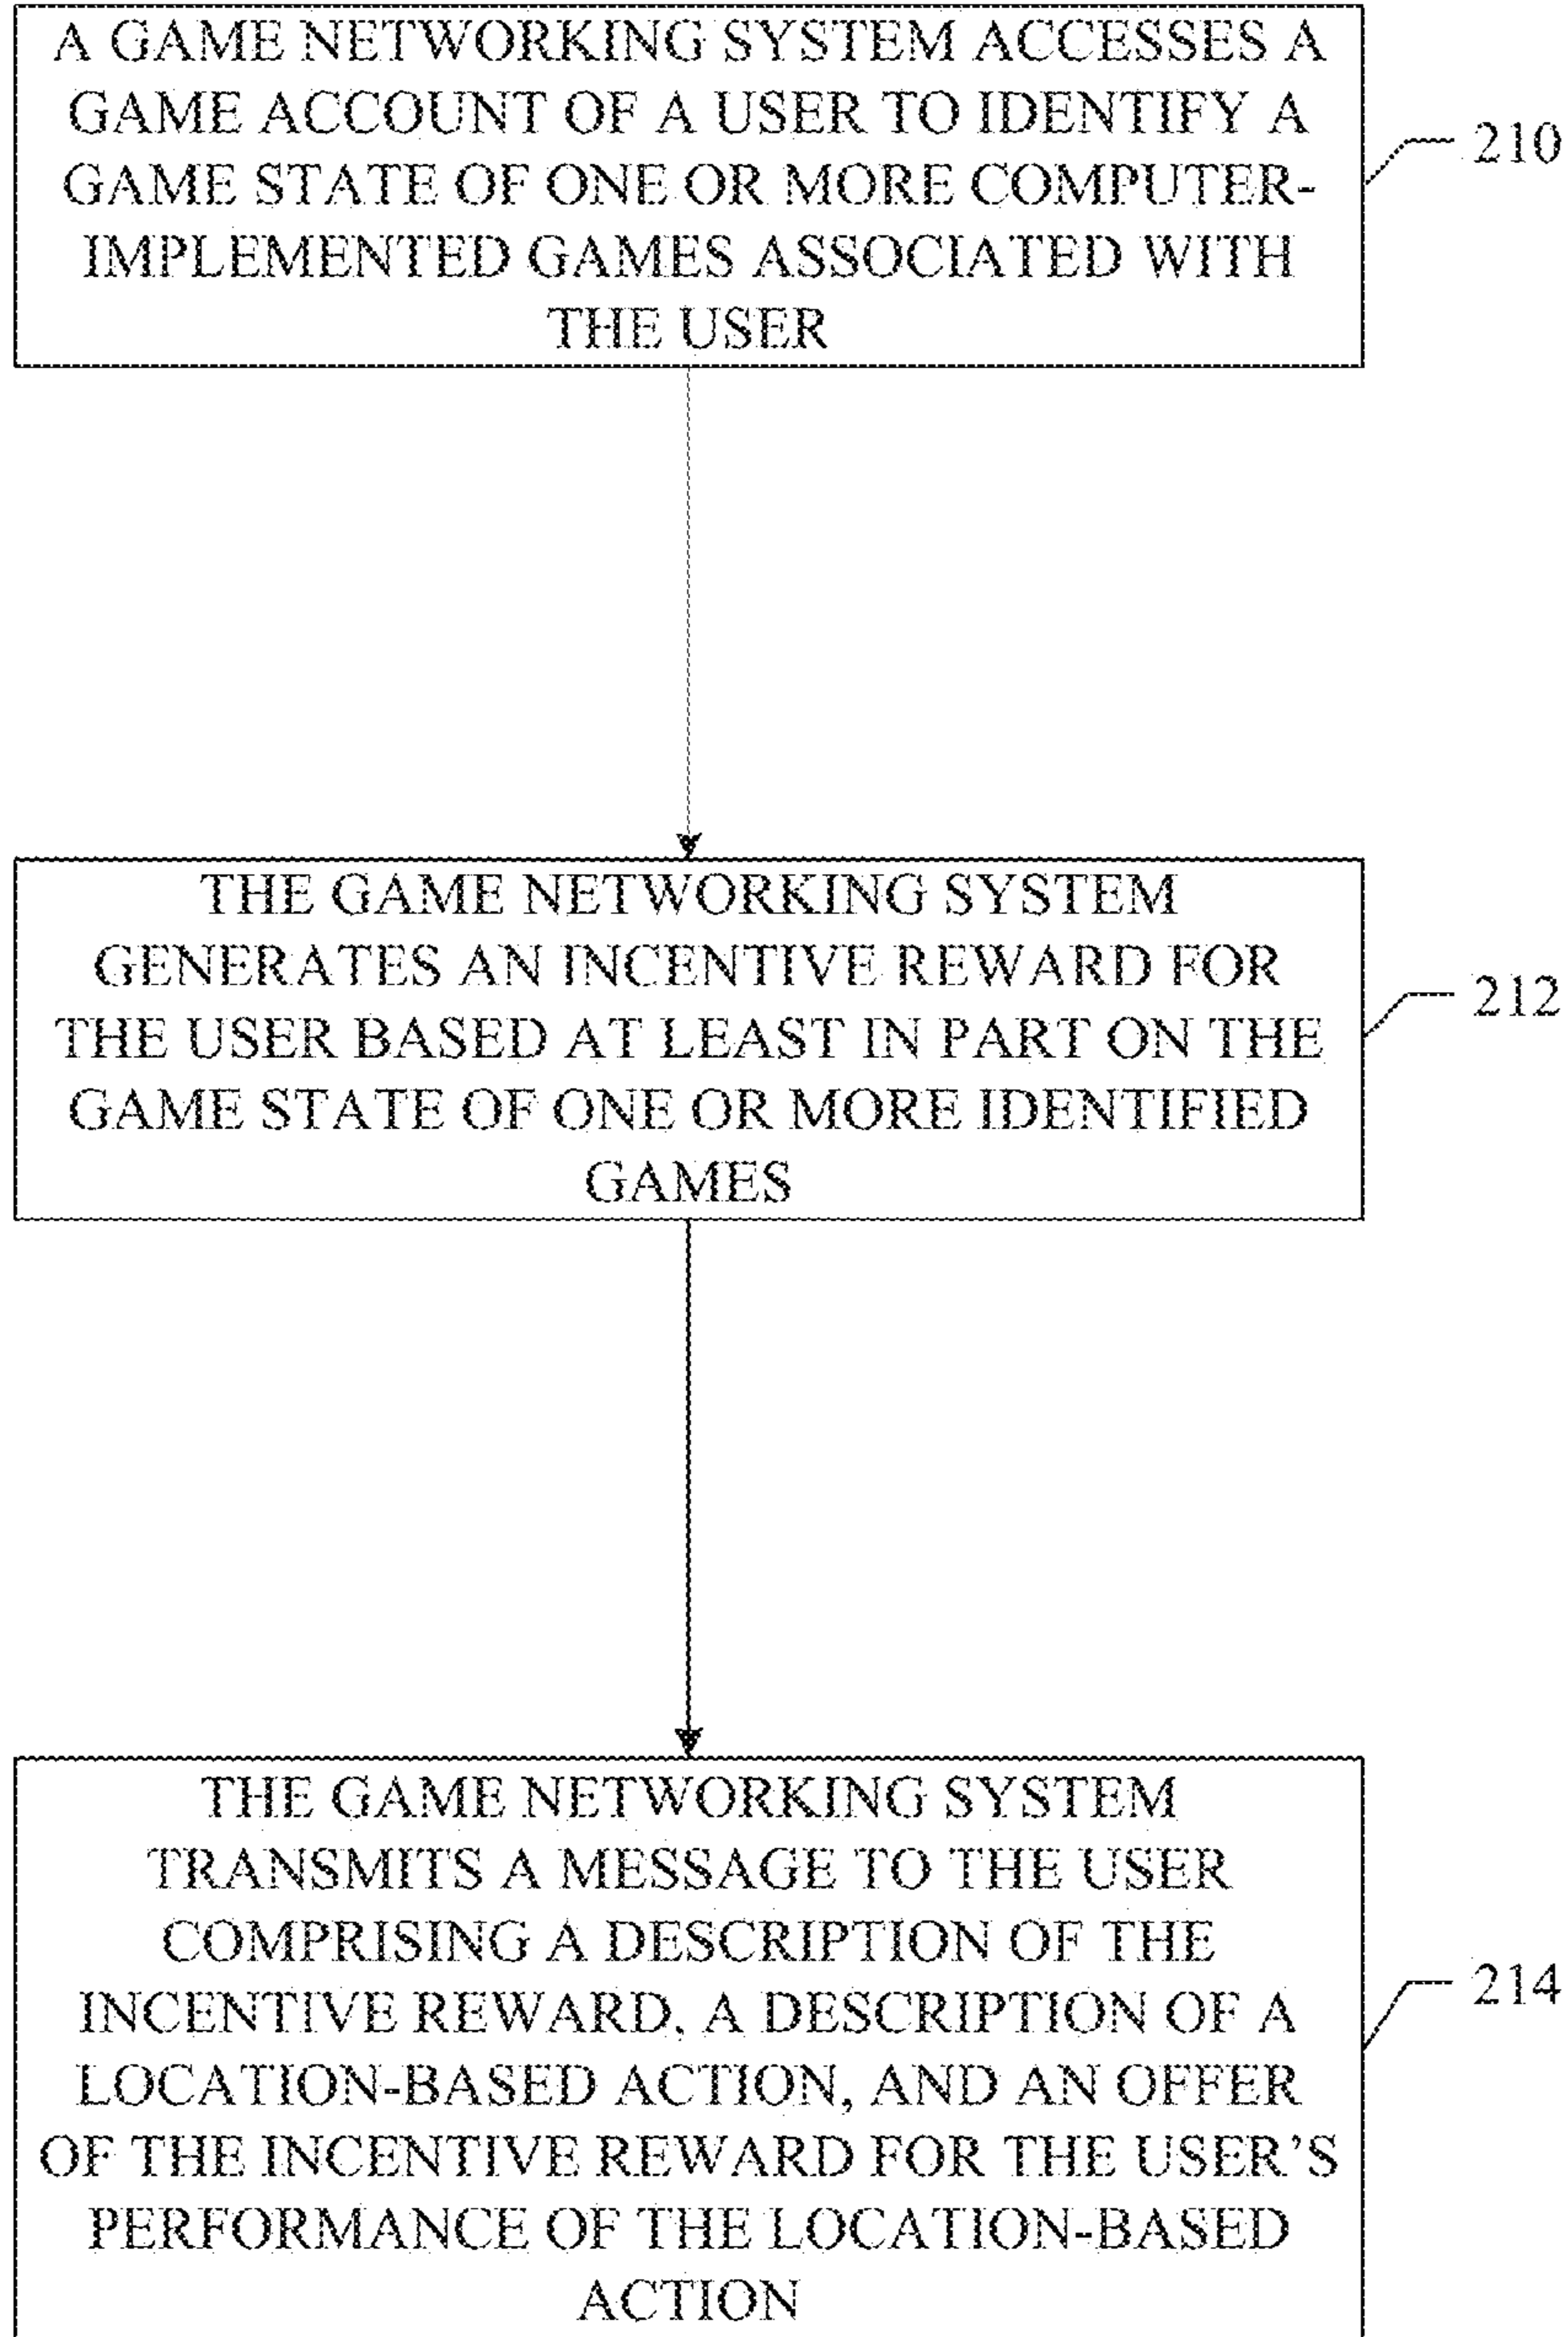 A GAME NETWORKING SYSTEM ACCESSES A
GAME ACCOUNT OF A USER TO IDENTIFY A
GAME STATE OF ONE OR MORE COMPUTER-
IMPLEMENTED GAMES ASSOCIATED WITH
THE USER
210
THE GAME NETWORKING SYSTEM
GENERATES AN INCENTIVE REWARD FOR
THE USER BASED AT LEAST IN PART ON THE
GAME STATE OF ONE OR MORE IDENTIFIED
GAMES
212
THE GAME NETWORKING SYSTEM
TRANSMITS A MESSAGE TO THE USER
COMPRISING A DESCRIPTION OF THE
INCENTIVE REWARD, A DESCRIPTION OF A
LOCATION-BASED ACTION, AND AN OFFER
OF THE INCENTIVE REWARD FOR THE USER’S
PERFORMANCE OF THE LOCATION-BASED
ACTION
214